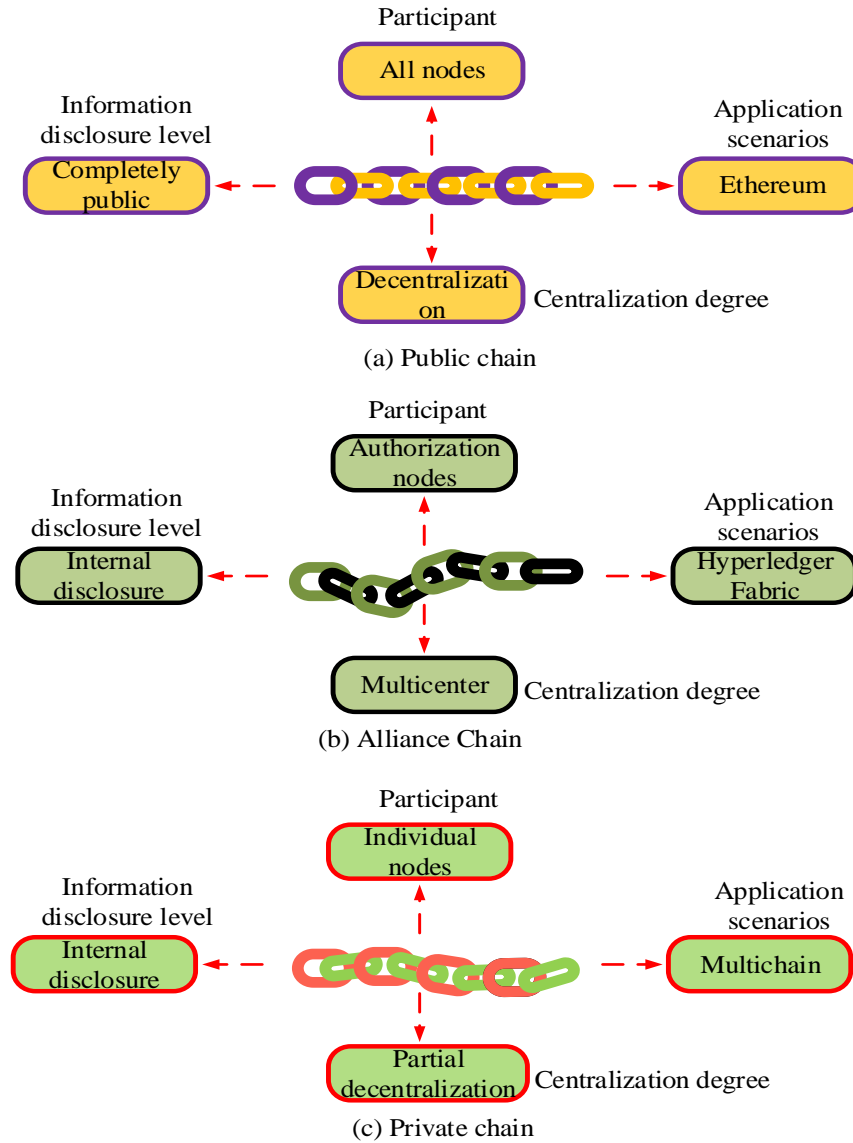 Participant
All nodes
Information
disclosure level
Application
scenarios
Completely
public
Ethereum
Decentralizati
on
Centralization degree
(a) Public chain
Participant
Authorization
nodes
Information
disclosure level
Application
scenarios
Internal
disclosure
Hyperledger
Fabric
Multicenter
Centralization degree
(b) Alliance Chain
Participant
Individual
nodes
Information
disclosure level
Application
scenarios
Internal
disclosure
Multichain
Partial
decentralization
Centralization degree
(c) Private chain